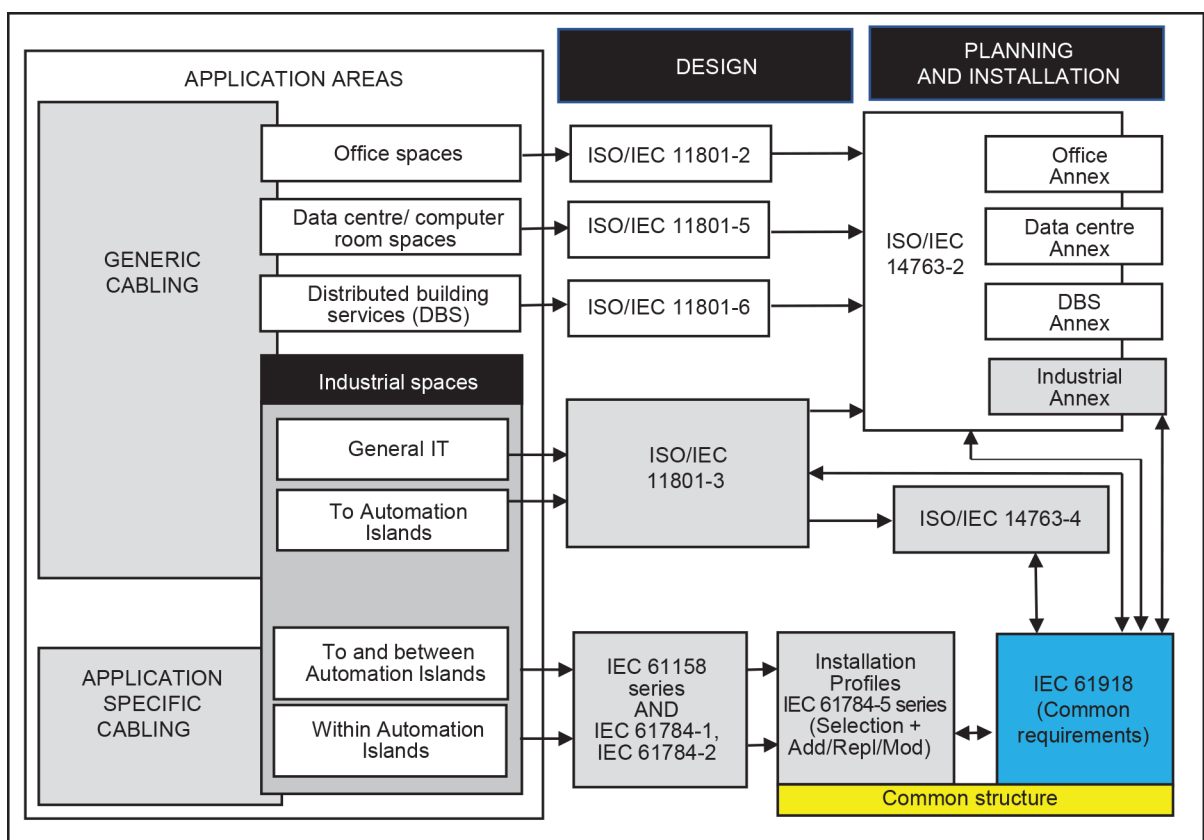 APPLICATION AREAS
DESIGN
PLANNING
AND INSTALLATION
GENERIC
CABLING
Office spaces
ISO/IEC 11801-2
Data centre/ computer
room spaces
ISO/IEC 11801-5
Distributed building
services (DBS)
ISO/IEC 11801-6
ISO/IEC
14763-2
Office
Annex
Data centre
Annex
DBS
Annex
Industrial
Annex
Industrial spaces
General IT
To Automation
Islands
ISO/IEC
11801-3
ISO/IEC 14763-4
APPLICATION
SPECIFIC
CABLING
To and between
Automation Islands
Within Automation
Islands
IEC 61158
series
AND
IEC 61784-1,
IEC 61784-2
Installation
Profiles
IEC 61784-5 series
(Selection +
Add/Repl/Mod)
IEC 61918
(Common
requirements)
Common structure